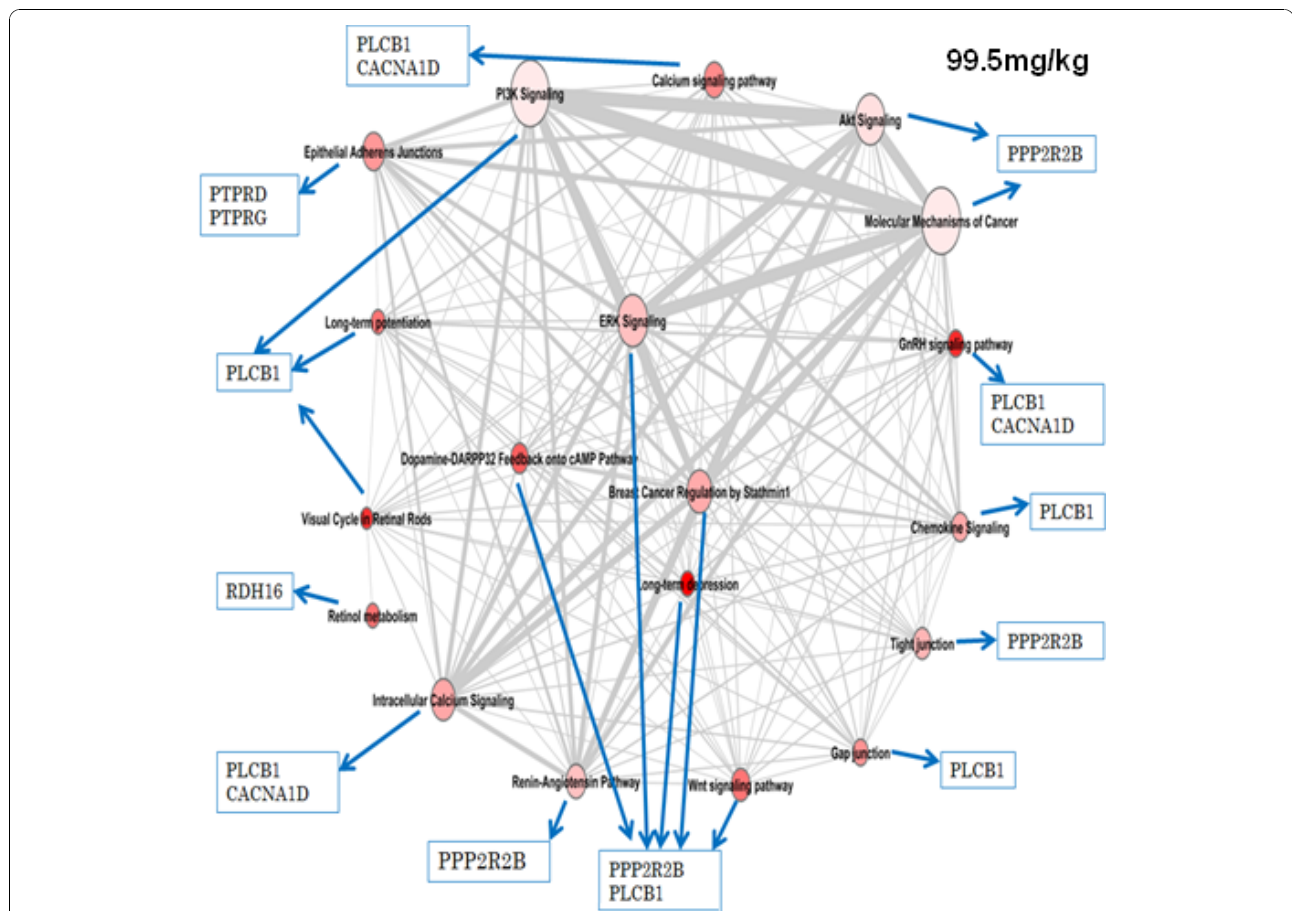 PLCB1
CACNA1D
99.5mg/kg
Calcium signaling pathway
PI3K Signaling
Akt Signaling
PPP2R2B
Epithelial Adherens Junctions
PTPRD
PTPRG
Molecular Mechanisms of Cancer
Long-term potentiation
ERK Signaling
GnRH signaling pathway
PLCB1
PLCB1
CACNA1D
Dopamine-DARPP32 Feedback onto cAMP Pathway
Breast Cancer Regulation by Stathmin1
Visual Cycle in Retinal Rods
Chemokine Signaling
PLCB1
Long-term depression
RDH16
Retinol metabolism
Tight junction
PPP2R2B
Intracellular Calcium Signaling
Gap junction
PLCB1
PLCB1
CACNA1D
Renin-Angiotensin Pathway
Wnt signaling pathway
PPP2R2B
PPP2R2B
PLCB1